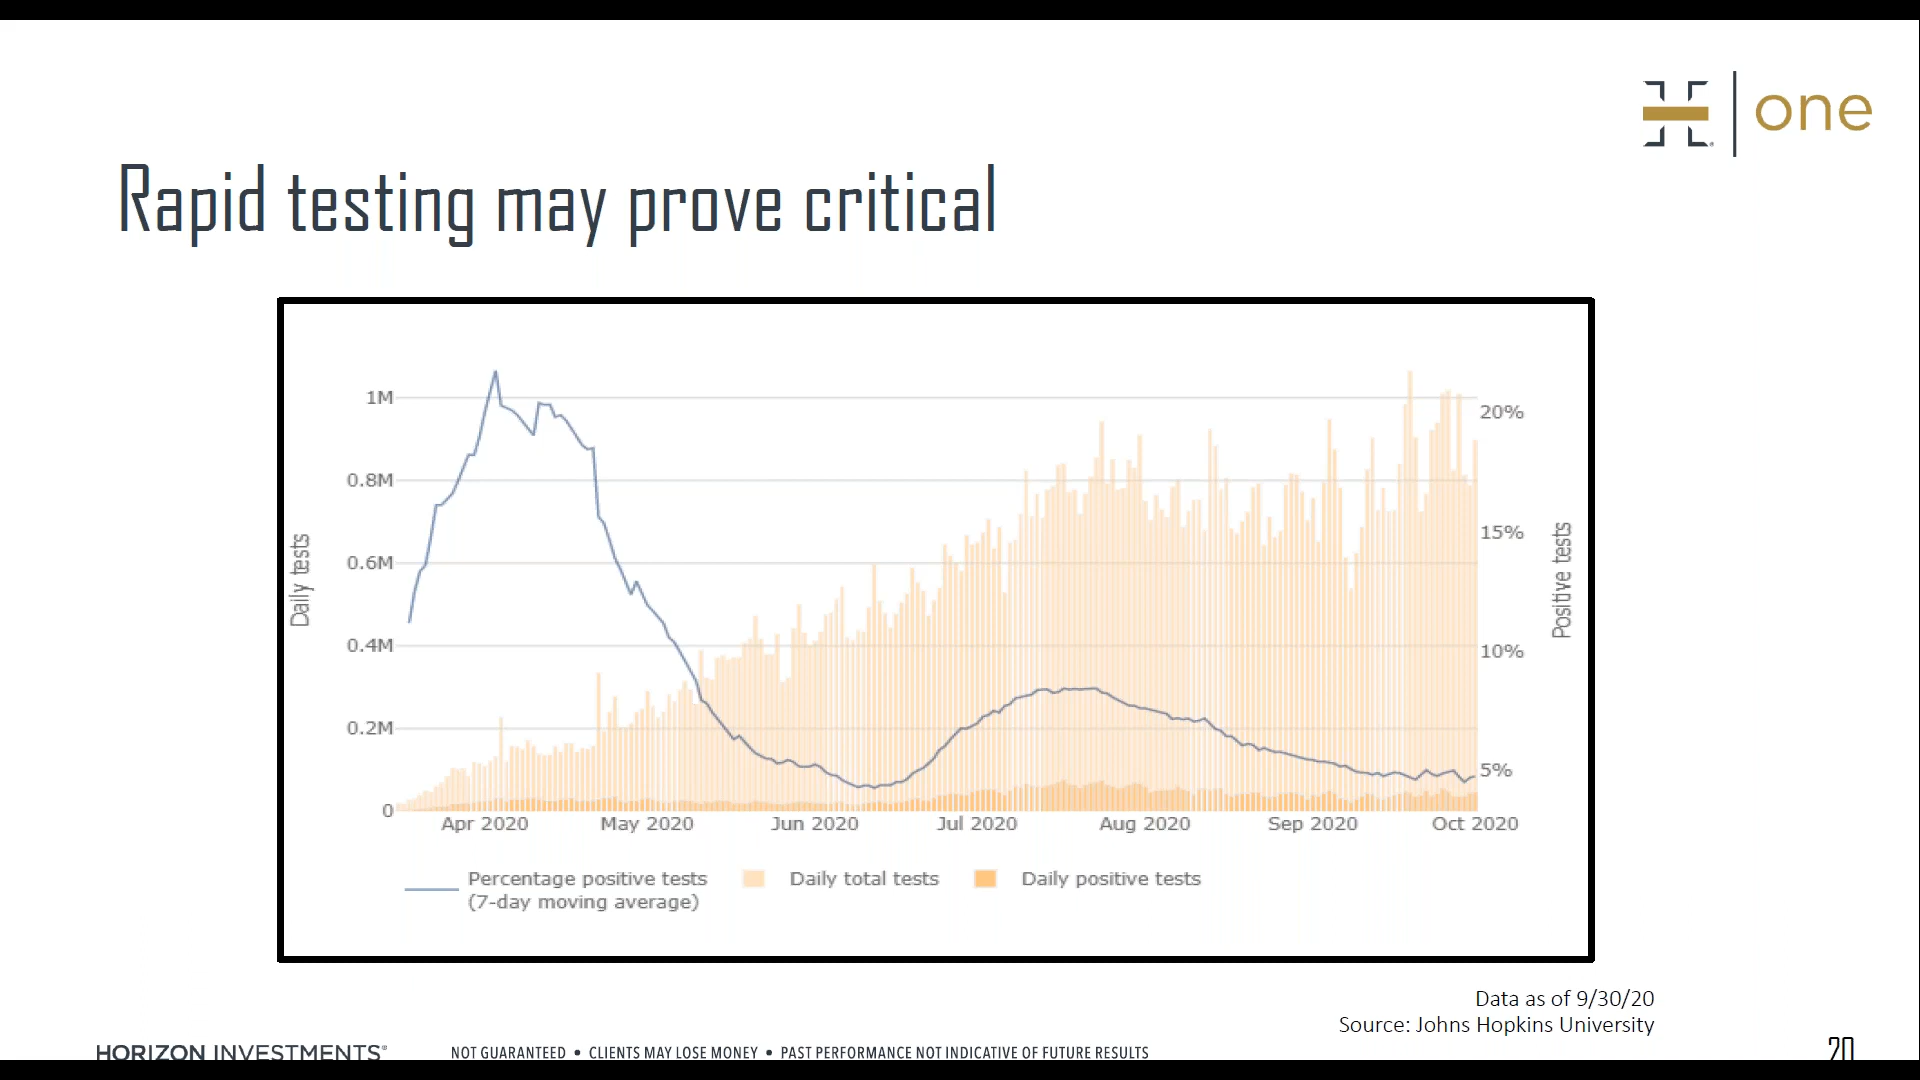 one
Rapid testing may prove critical
1M
0.8M
0.6M
0.4M
0.2M
0
Daily tests
20%
15%
10%
5%
Positive tests
Apr 2020 May 2020 Jun 2020 Jul 2020 Aug 2020 Sep 2020 Oct 2020
Percentage positive tests Daily total tests Daily positive tests
(7-day moving average)
Data as of 9/30/20
Source: Johns Hopkins University
HORIZON INVESTMENTS® NOT GUARANTEED • CLIENTS MAY LOSE MONEY • PAST PERFORMANCE NOT INDICATIVE OF FUTURE RESULTS
20